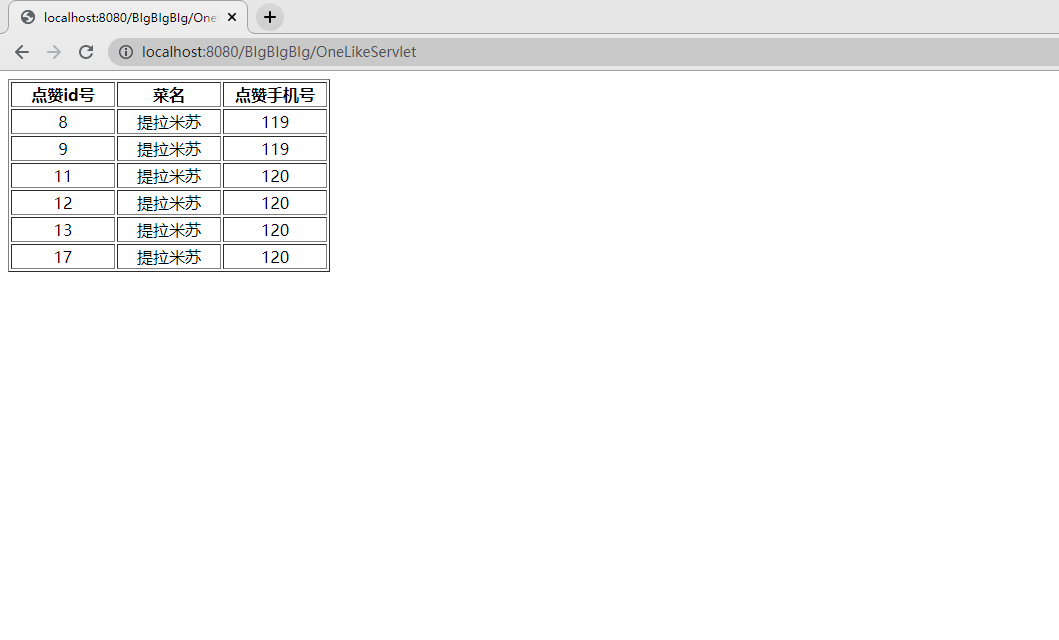 localhost:8080/BIgBIgBIg/One
localhost:8080/BIgBIgBIg/OneLikeServlet
点赞id号 菜名 点赞手机号
8 提拉米苏 119
9 提拉米苏 119
11 提拉米苏 120
12 提拉米苏 120
13 提拉米苏 120
17 提拉米苏 120